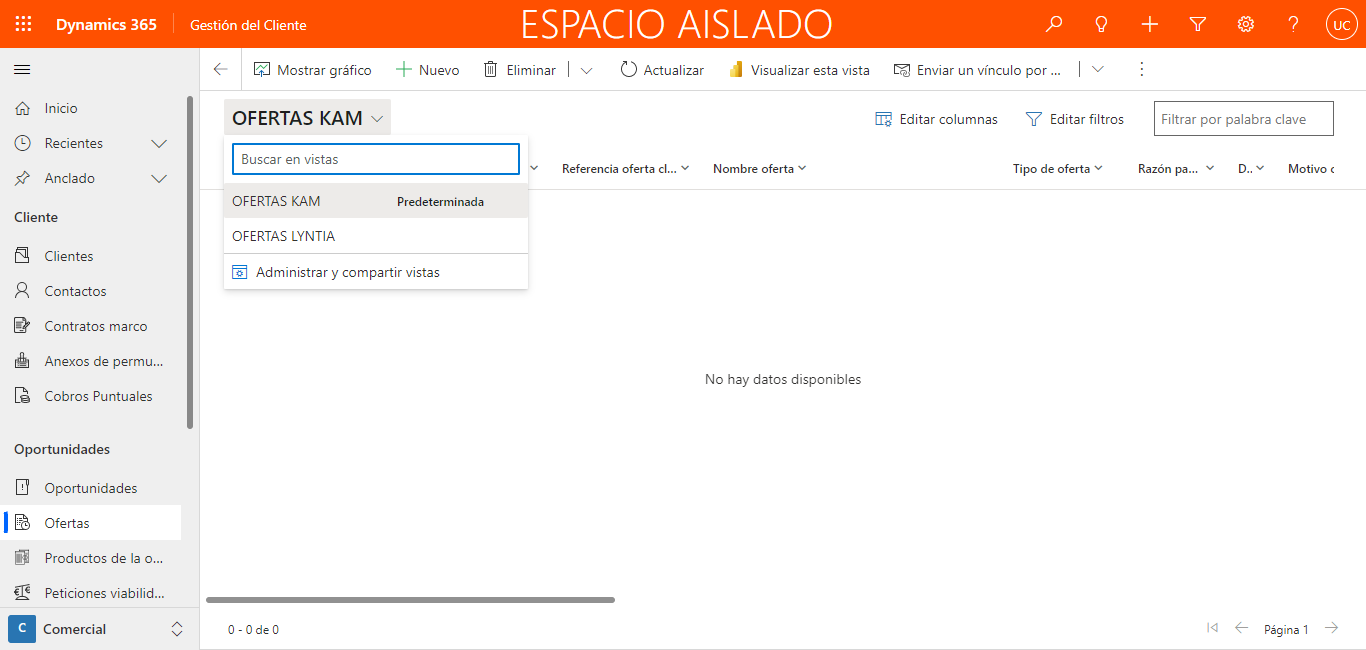 Dynamics 365 Gestión del Cliente ESPACIO AISLADO UC
Mostrar gráfico Nuevo Eliminar Actualizar Visualizar esta vista Enviar un vínculo por ...
Inicio
Recientes
Anclado
Cliente
Clientes
Contactos
Contratos marco
Anexos de permu...
Cobros Puntuales
Oportunidades
Oportunidades
Ofertas
Productos de la o...
Peticiones viabilid...
C Comercial
OFERTAS KAM Editar columnas Editar filtros Filtrar por palabra clave
Buscar en vistas
Referencia oferta cl... Nombre oferta Tipo de oferta Razón pa... D.. Motivo c
OFERTAS KAM Predeterminada
OFERTAS LYNTIA
Administrar y compartir vistas
No hay datos disponibles
0 - 0 de 0 Página 1